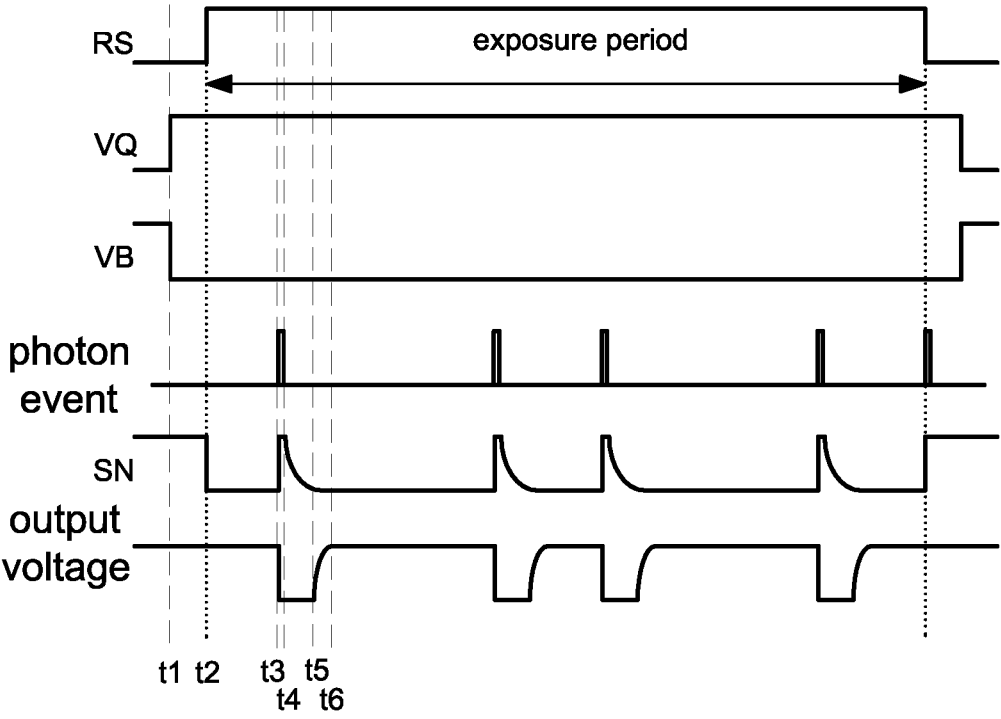 RS
exposure period
VQ
VB
photon
event
SN
output
voltage
t1 t2 t3 t5
t4 t6